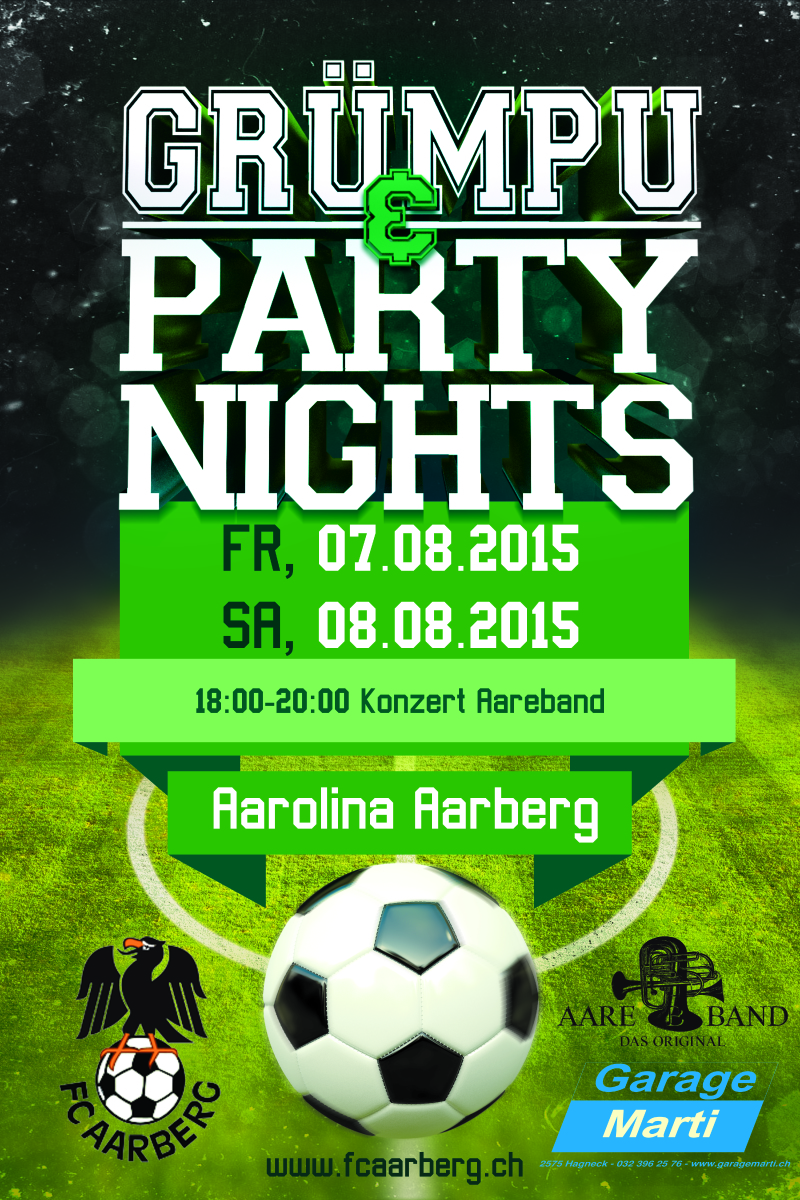 GRÜMPU
&
PARTY
NIGHTS
FR, 07.08.2015
SA, 08.08.2015
18:00-20:00 Konzert Aareband
Aarolina Aarberg
FC AARBERG
AARE B BAND
DAS ORIGINAL
Garage
Marti
2575 Hagneck - 032 396 25 76 - www.garagemarti.ch
www.fcaarberg.ch